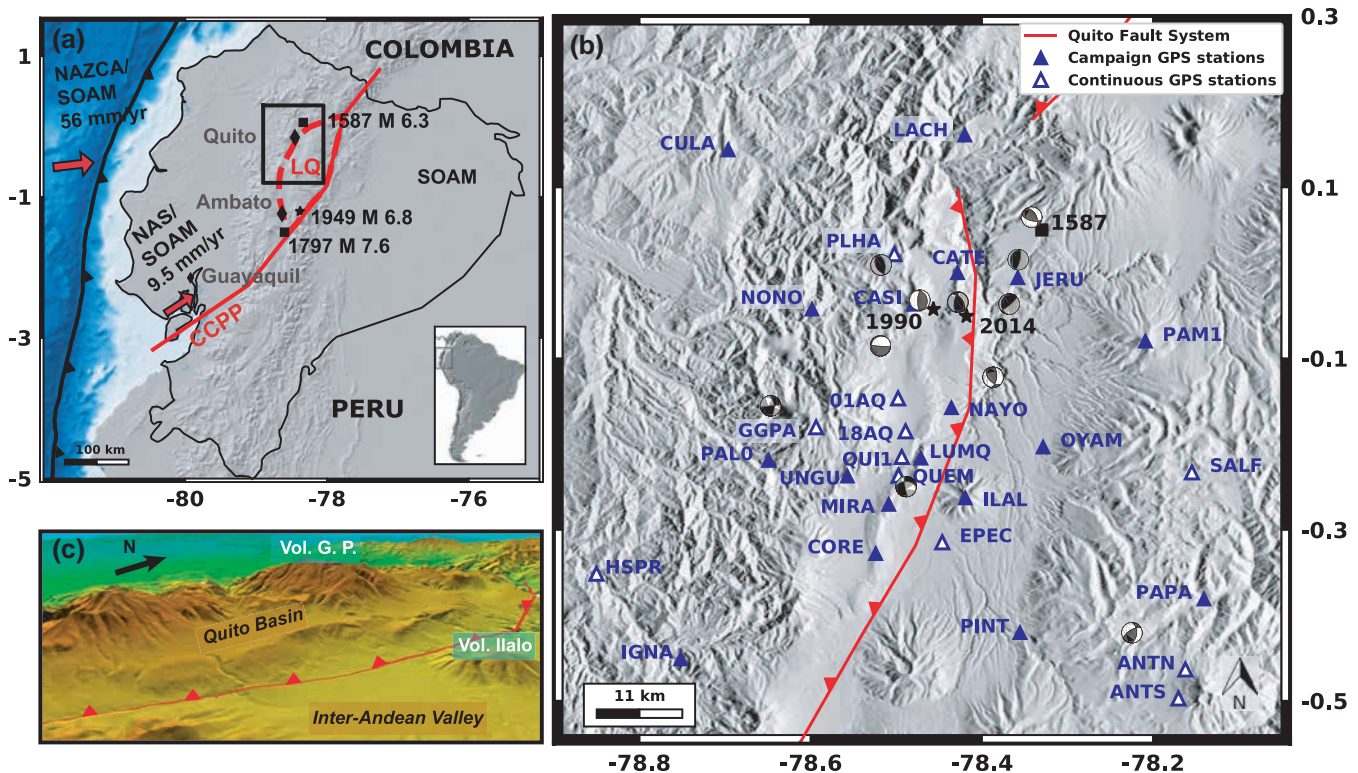 (a)
COLOMBIA
NAZCA/
SOAM
56 mm/yr
1587 M 6.3
Quito
LQ
SOAM
Ambato
1949 M 6.8
1797 M 7.6
NAS/
SOAM
9.5 mm/yr
Guayaquil
CCPP
PERU
100 km
1
-1
-3
-5
-80
-78
-76
(b)
Quito Fault System
Campaign GPS stations
Continuous GPS stations
LACH
CULA
1587
PLHA
CATE
JERU
NONO
CASI
1990
2014
PAM1
01AQ
NAYO
GGPA
18AQ
OYAM
PAL0
QUI1
LUMQ
SALF
UNGU
QUEM
MIRA
ILAL
CORE
EPEC
HSPR
PAPA
PINT
IGNA
ANTN
ANTS
11 km
N
0.3
0.1
-0.1
-0.3
-0.5
-78.8
-78.6
-78.4
-78.2
(c)
N
Vol. G. P.
Quito Basin
Vol. Ilalo
Inter-Andean Valley